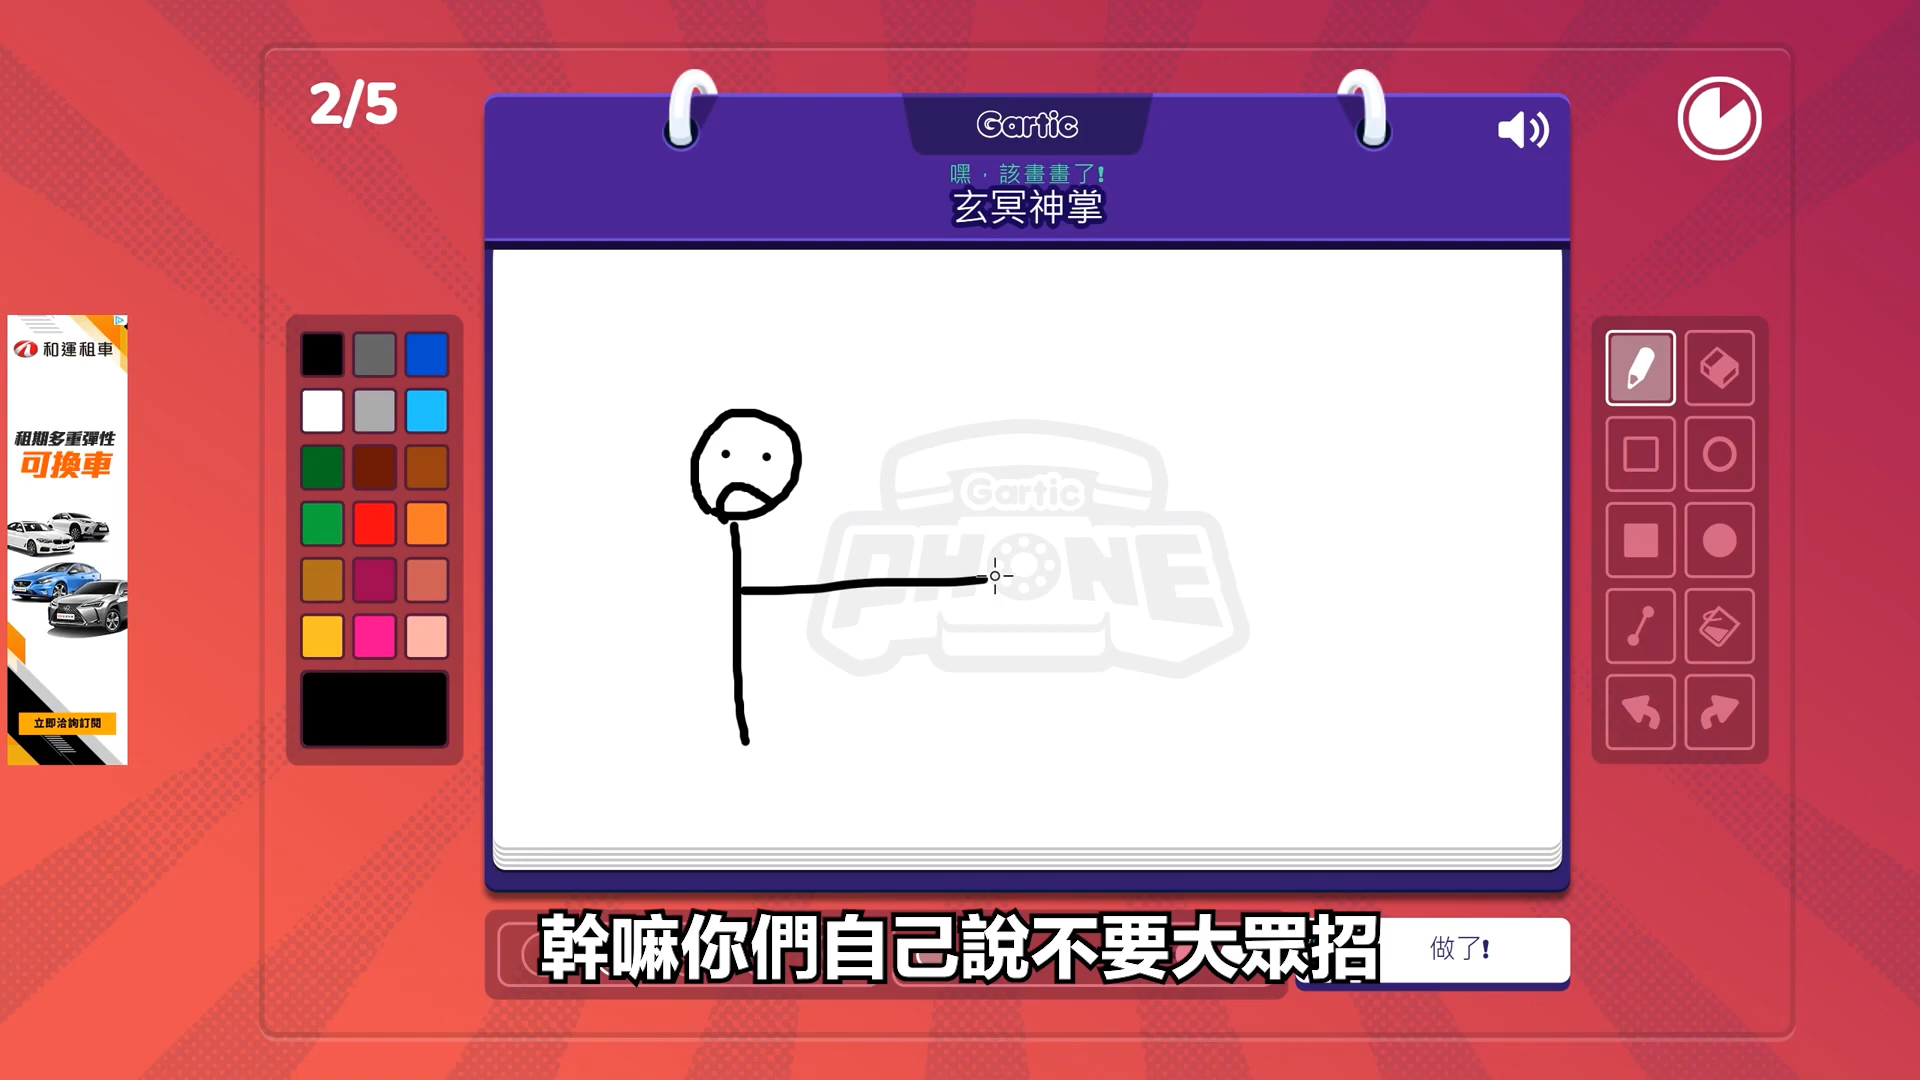 2/5
Gartic
嘿，該畫畫了!
玄冥神掌
和運租車
租期多重彈性
可換車
立即洽詢訂閱
Gartic
PHONE
幹嘛你們自己說不要大眾招
做了!